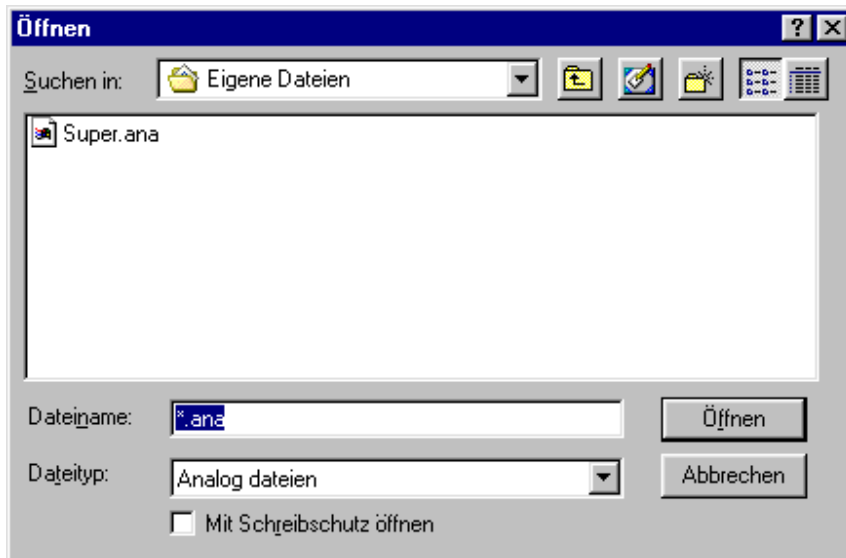 Öffnen
Suchen in: Eigene Dateien
Super.ana
Dateiname: *.ana Öffnen
Dateityp: Analog dateien Abbrechen
Mit Schreibschutz öffnen